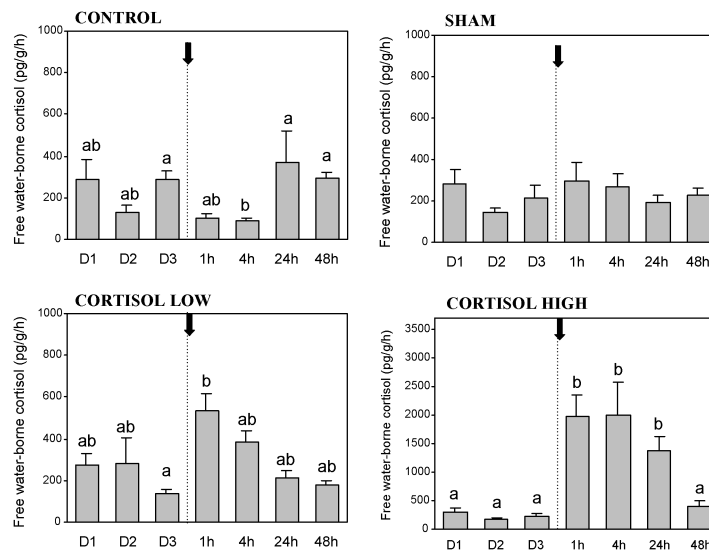 CONTROL
Free water-borne cortisol (pg/g/h)
1000
800
600
400
200
0
ab
ab
a
ab
b
a
a
D1 D2 D3 1h 4h 24h 48h
SHAM
Free water-borne cortisol (pg/g/h)
1000
800
600
400
200
0
D1 D2 D3 1h 4h 24h 48h
CORTISOL LOW
Free water-borne cortisol (pg/g/h)
1000
800
600
400
200
0
ab
ab
a
b
ab
ab
ab
D1 D2 D3 1h 4h 24h 48h
CORTISOL HIGH
Free water-borne cortisol (pg/g/h)
3500
3000
2500
2000
1500
1000
500
0
a
a
a
b
b
b
a
D1 D2 D3 1h 4h 24h 48h